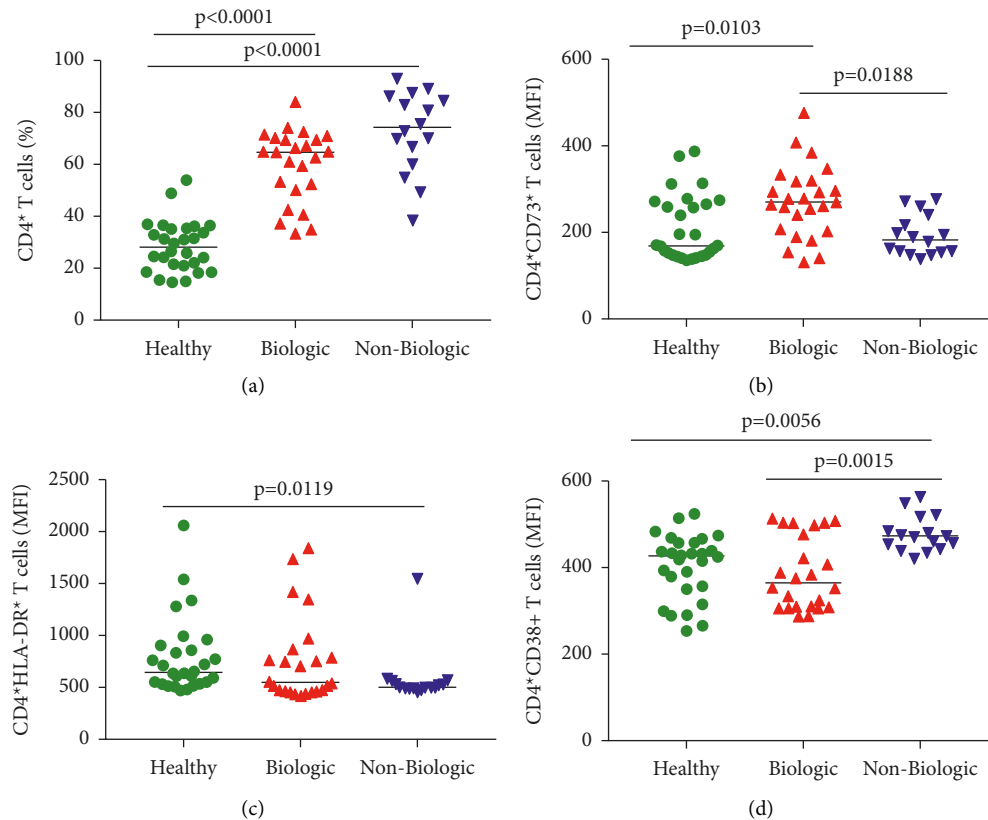 p<0.0001
p<0.0001
CD4* T cells (%)
100
80
60
40
20
0
Healthy
Biologic
Non-Biologic
(a)
p=0.0103
p=0.0188
CD4*CD73* T cells (MFI)
600
400
200
0
Healthy
Biologic
Non-Biologic
(b)
p=0.0119
CD4*HLA-DR* T cells (MFI)
2500
2000
1500
1000
500
0
Healthy
Biologic
Non-Biologic
(c)
p=0.0056
p=0.0015
CD4*CD38+ T cells (MFI)
600
400
200
0
Healthy
Biologic
Non-Biologic
(d)